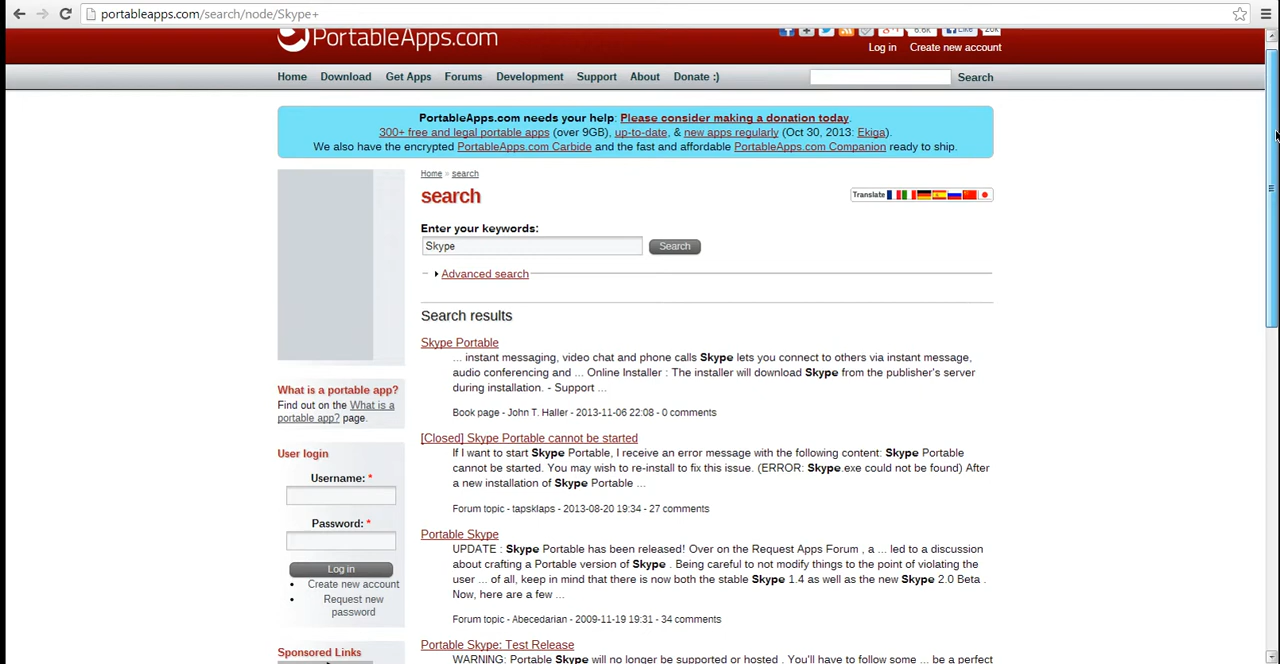 portableapps.com/search/node/Skype+
PortableApps.com
6.6k Like 20k
Log in Create new account
Home Download Get Apps Forums Development Support About Donate :) Search
PortableApps.com needs your help: Please consider making a donation today.
300+ free and legal portable apps (over 9GB), up-to-date, & new apps regularly (Oct 30, 2013: Ekiga).
We also have the encrypted PortableApps.com Carbide and the fast and affordable PortableApps.com Companion ready to ship.
Home » search
search
Translate
Enter your keywords:
Skype Search
Advanced search
Search results
Skype Portable
... instant messaging, video chat and phone calls Skype lets you connect to others via instant message,
audio conferencing and ... Online Installer : The installer will download Skype from the publisher's server
during installation. - Support ...
Book page - John T. Haller - 2013-11-06 22:08 - 0 comments
[Closed] Skype Portable cannot be started
If I want to start Skype Portable, I receive an error message with the following content: Skype Portable
cannot be started. You may wish to re-install to fix this issue. (ERROR: Skype.exe could not be found) After
a new installation of Skype Portable ...
Forum topic - tapsklaps - 2013-08-20 19:34 - 27 comments
Portable Skype
UPDATE : Skype Portable has been released! Over on the Request Apps Forum , a ... led to a discussion
about crafting a Portable version of Skype . Being careful to not modify things to the point of violating the
user ... of all, keep in mind that there is now both the stable Skype 1.4 as well as the new Skype 2.0 Beta .
Now, here are a few ...
Forum topic - Abecedarian - 2009-11-19 19:31 - 34 comments
Portable Skype: Test Release
WARNING: Portable Skype will no longer be supported or hosted . You'll have to follow some ... be a perfect
What is a portable app?
Find out on the What is a
portable app? page.
User login
Username: *
Password: *
Log in
Create new account
Request new
password
Sponsored Links